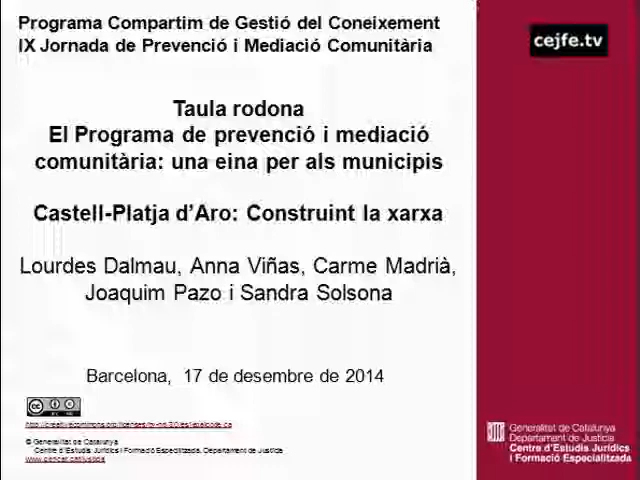 Programa Compartim de Gestió del Coneixement
IX Jornada de Prevenció i Mediació Comunitària
cejfe.tv
Taula rodona
El Programa de prevenció i mediació
comunitària: una eina per als municipis
Castell-Platja d'Aro: Construint la xarxa
Lourdes Dalmau, Anna Viñas, Carme Madrià,
Joaquim Pazo i Sandra Solsona
Barcelona, 17 de desembre de 2014
© Generalitat de Catalunya
Centre d'Estudis Jurídics i Formació Especialitzada. Departament de Justícia
Generalitat de Catalunya
Departament de Justícia
Centre d'Estudis Jurídics
i Formació Especialitzada